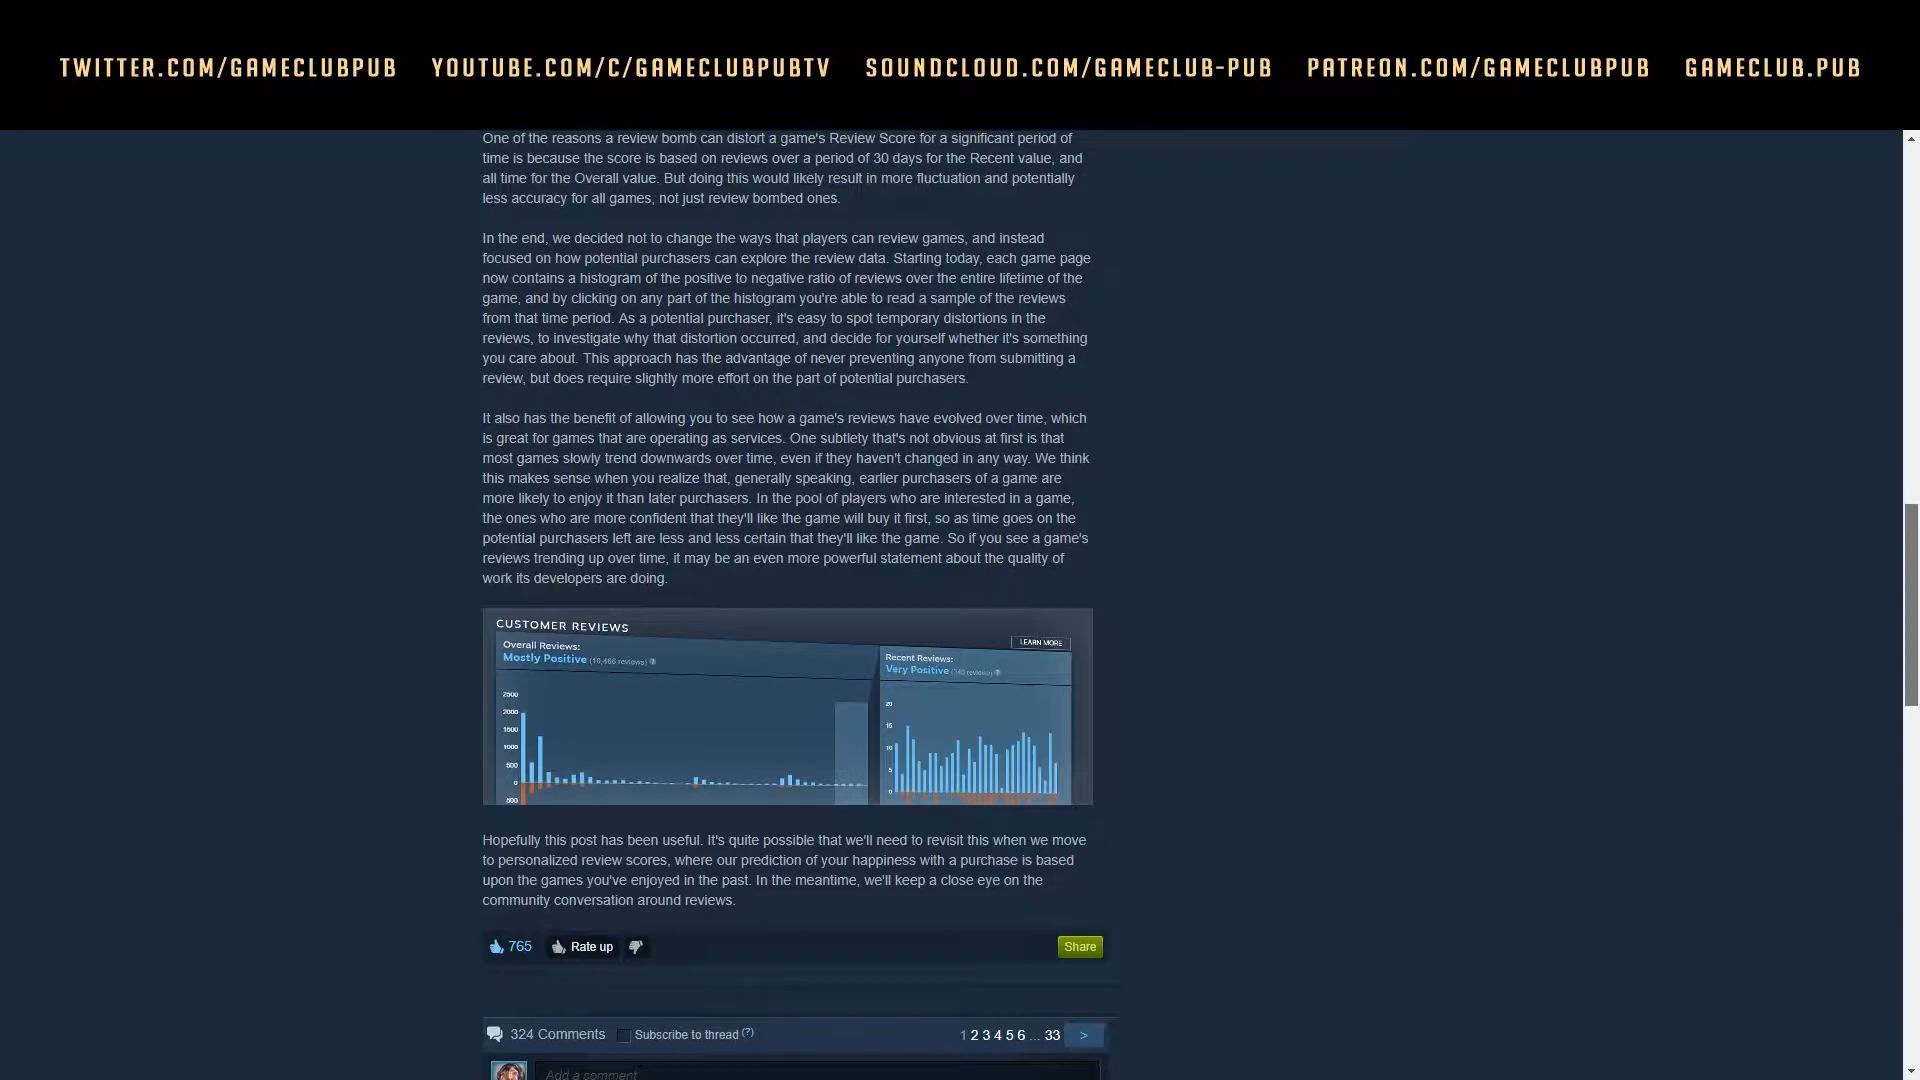 TWITTER.COM/GAMECLUBPUB YOUTUBE.COM/C/GAMECLUBPUBTV SOUNDCLOUD.COM/GAMECLUB-PUB PATREON.COM/GAMECLUBPUB GAMECLUB.PUB
One of the reasons a review bomb can distort a game's Review Score for a significant period of
time is because the score is based on reviews over a period of 30 days for the Recent value, and
all time for the Overall value. But doing this would likely result in more fluctuation and potentially
less accuracy for all games, not just review bombed ones.
In the end, we decided not to change the ways that players can review games, and instead
focused on how potential purchasers can explore the review data. Starting today, each game page
now contains a histogram of the positive to negative ratio of reviews over the entire lifetime of the
game, and by clicking on any part of the histogram you're able to read a sample of the reviews
from that time period. As a potential purchaser, it's easy to spot temporary distortions in the
reviews, to investigate why that distortion occurred, and decide for yourself whether it's something
you care about. This approach has the advantage of never preventing anyone from submitting a
review, but does require slightly more effort on the part of potential purchasers.
It also has the benefit of allowing you to see how a game's reviews have evolved over time, which
is great for games that are operating as services. One subtlety that's not obvious at first is that
most games slowly trend downwards over time, even if they haven't changed in any way. We think
this makes sense when you realize that, generally speaking, earlier purchasers of a game are
more likely to enjoy it than later purchasers. In the pool of players who are interested in a game,
the ones who are more confident that they'll like the game will buy it first, so as time goes on the
potential purchasers left are less and less certain that they'll like the game. So if you see a game's
reviews trending up over time, it may be an even more powerful statement about the quality of
work its developers are doing.
CUSTOMER REVIEWS
LEARN MORE
Overall Reviews:
Mostly Positive (10,466 reviews) ?
2500
2000
1500
1000
500
0
500
Recent Reviews:
Very Positive (345 reviews) ?
20
15
10
5
0
Hopefully this post has been useful. It's quite possible that we'll need to revisit this when we move
to personalized review scores, where our prediction of your happiness with a purchase is based
upon the games you've enjoyed in the past. In the meantime, we'll keep a close eye on the
community conversation around reviews.
765 Rate up Share
324 Comments Subscribe to thread (?) 1 2 3 4 5 6 ... 33 >
Add a comment